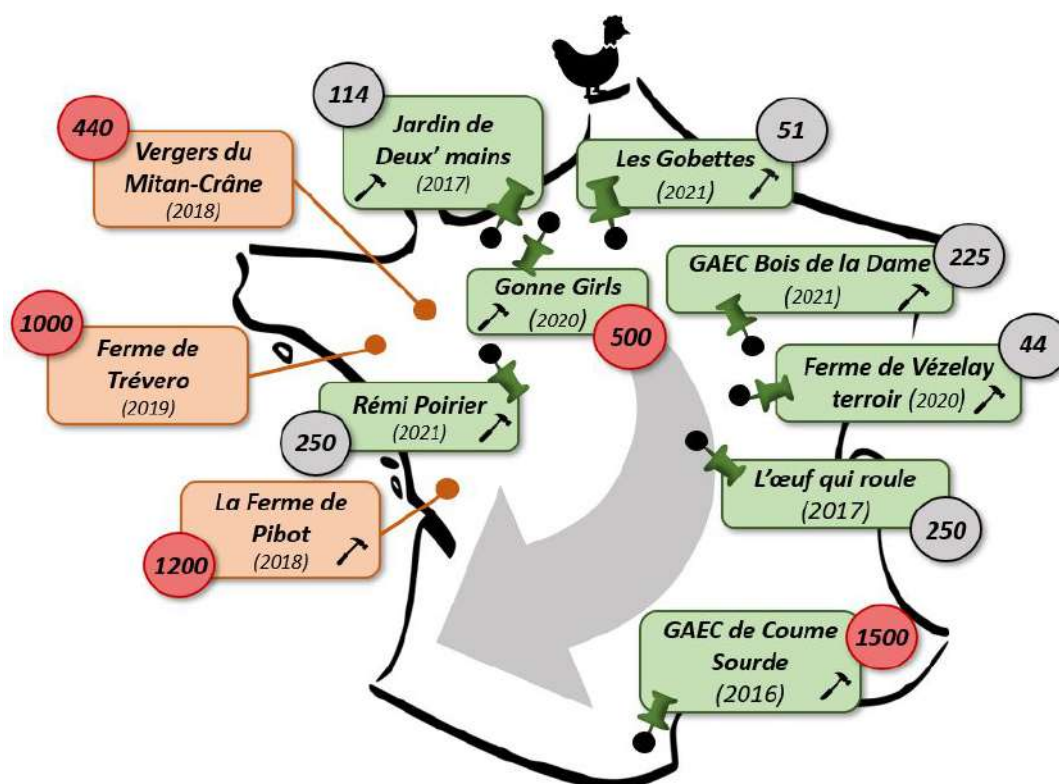 114
Jardin de
Deux' mains
(2017)
51
Les Gobettes
(2021)
440
Vergers du
Mitan-Crâne
(2018)
GAEC Bois de la Dame
(2021)
225
Gonne Girls
(2020)
500
1000
Ferme de
Trévero
(2019)
44
Ferme de Vézelay
terroir (2020)
Rémi Poirier
(2021)
250
L'œuf qui roule
(2017)
250
La Ferme de
Pibot
(2018)
1200
GAEC de Coume
Sourde
(2016)
1500